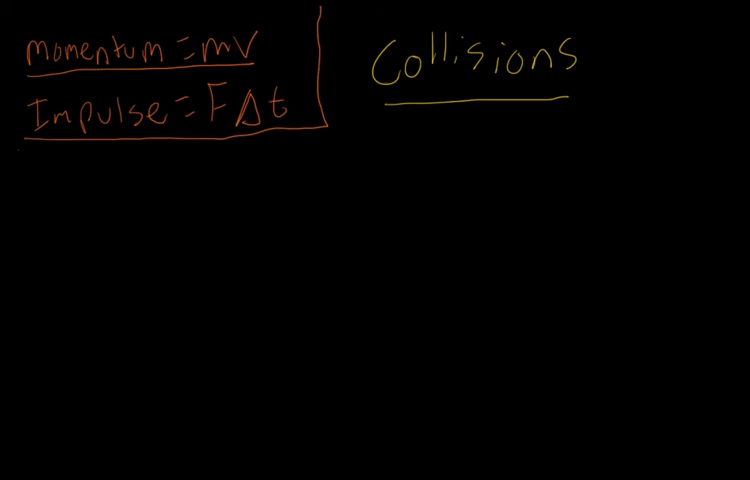 momentum = mv
Impulse = FΔt
Collisions